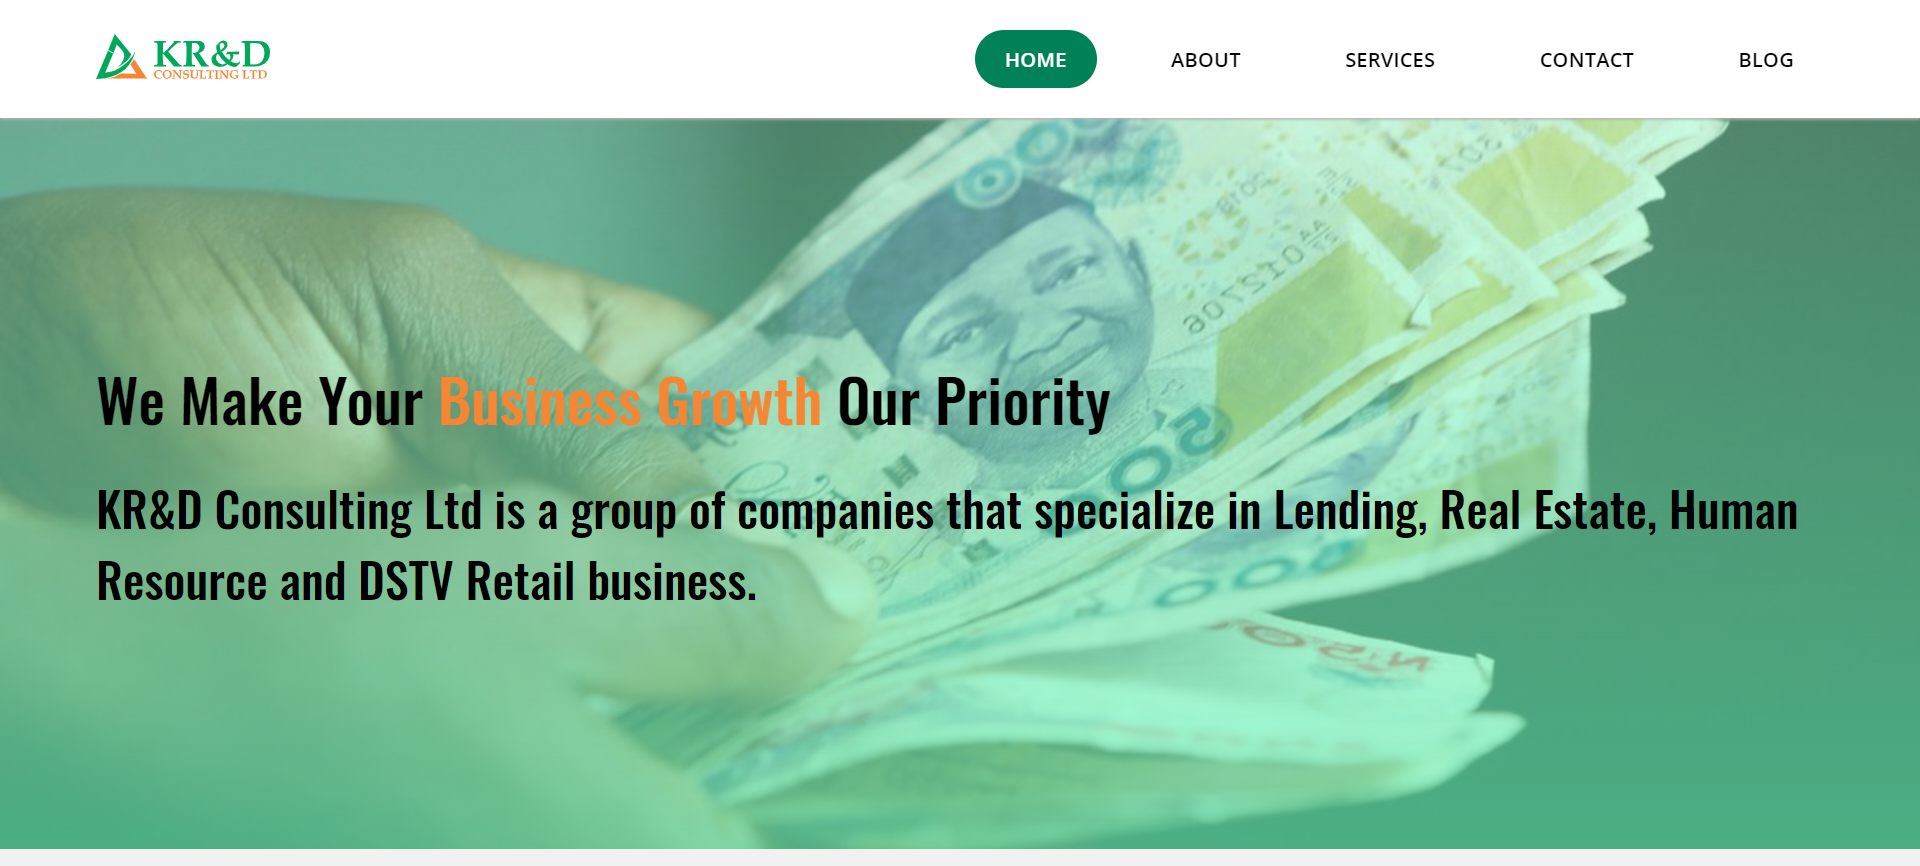 KR&D
CONSULTING LTD
HOME
ABOUT
SERVICES
CONTACT
BLOG
We Make Your Business Growth Our Priority
KR&D Consulting Ltd is a group of companies that specialize in Lending, Real Estate, Human
Resource and DSTV Retail business.